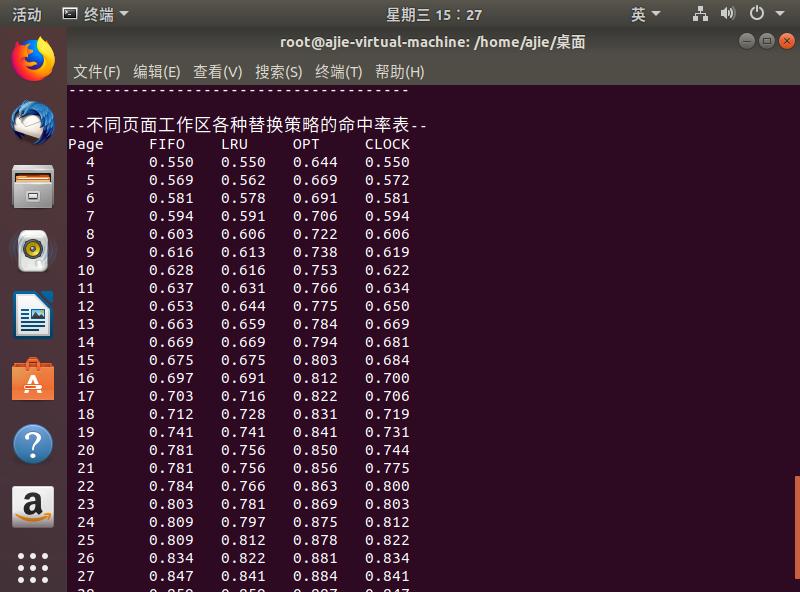 活动 终端 星期三 15：27 英
root@ajie-virtual-machine: /home/ajie/桌面
文件(F) 编辑(E) 查看(V) 搜索(S) 终端(T) 帮助(H)
--------------------------------------
--不同页面工作区各种替换策略的命中率表--
Page FIFO LRU OPT CLOCK
4 0.550 0.550 0.644 0.550
5 0.569 0.562 0.669 0.572
6 0.581 0.578 0.691 0.581
7 0.594 0.591 0.706 0.594
8 0.603 0.606 0.722 0.606
9 0.616 0.613 0.738 0.619
10 0.628 0.616 0.753 0.622
11 0.637 0.631 0.766 0.634
12 0.653 0.644 0.775 0.650
13 0.663 0.659 0.784 0.669
14 0.669 0.669 0.794 0.681
15 0.675 0.675 0.803 0.684
16 0.697 0.691 0.812 0.700
17 0.703 0.716 0.822 0.706
18 0.712 0.728 0.831 0.719
19 0.741 0.741 0.841 0.731
20 0.781 0.756 0.850 0.744
21 0.781 0.756 0.856 0.775
22 0.784 0.766 0.863 0.800
23 0.803 0.781 0.869 0.803
24 0.809 0.797 0.875 0.812
25 0.809 0.812 0.878 0.822
26 0.834 0.822 0.881 0.834
27 0.847 0.841 0.884 0.841